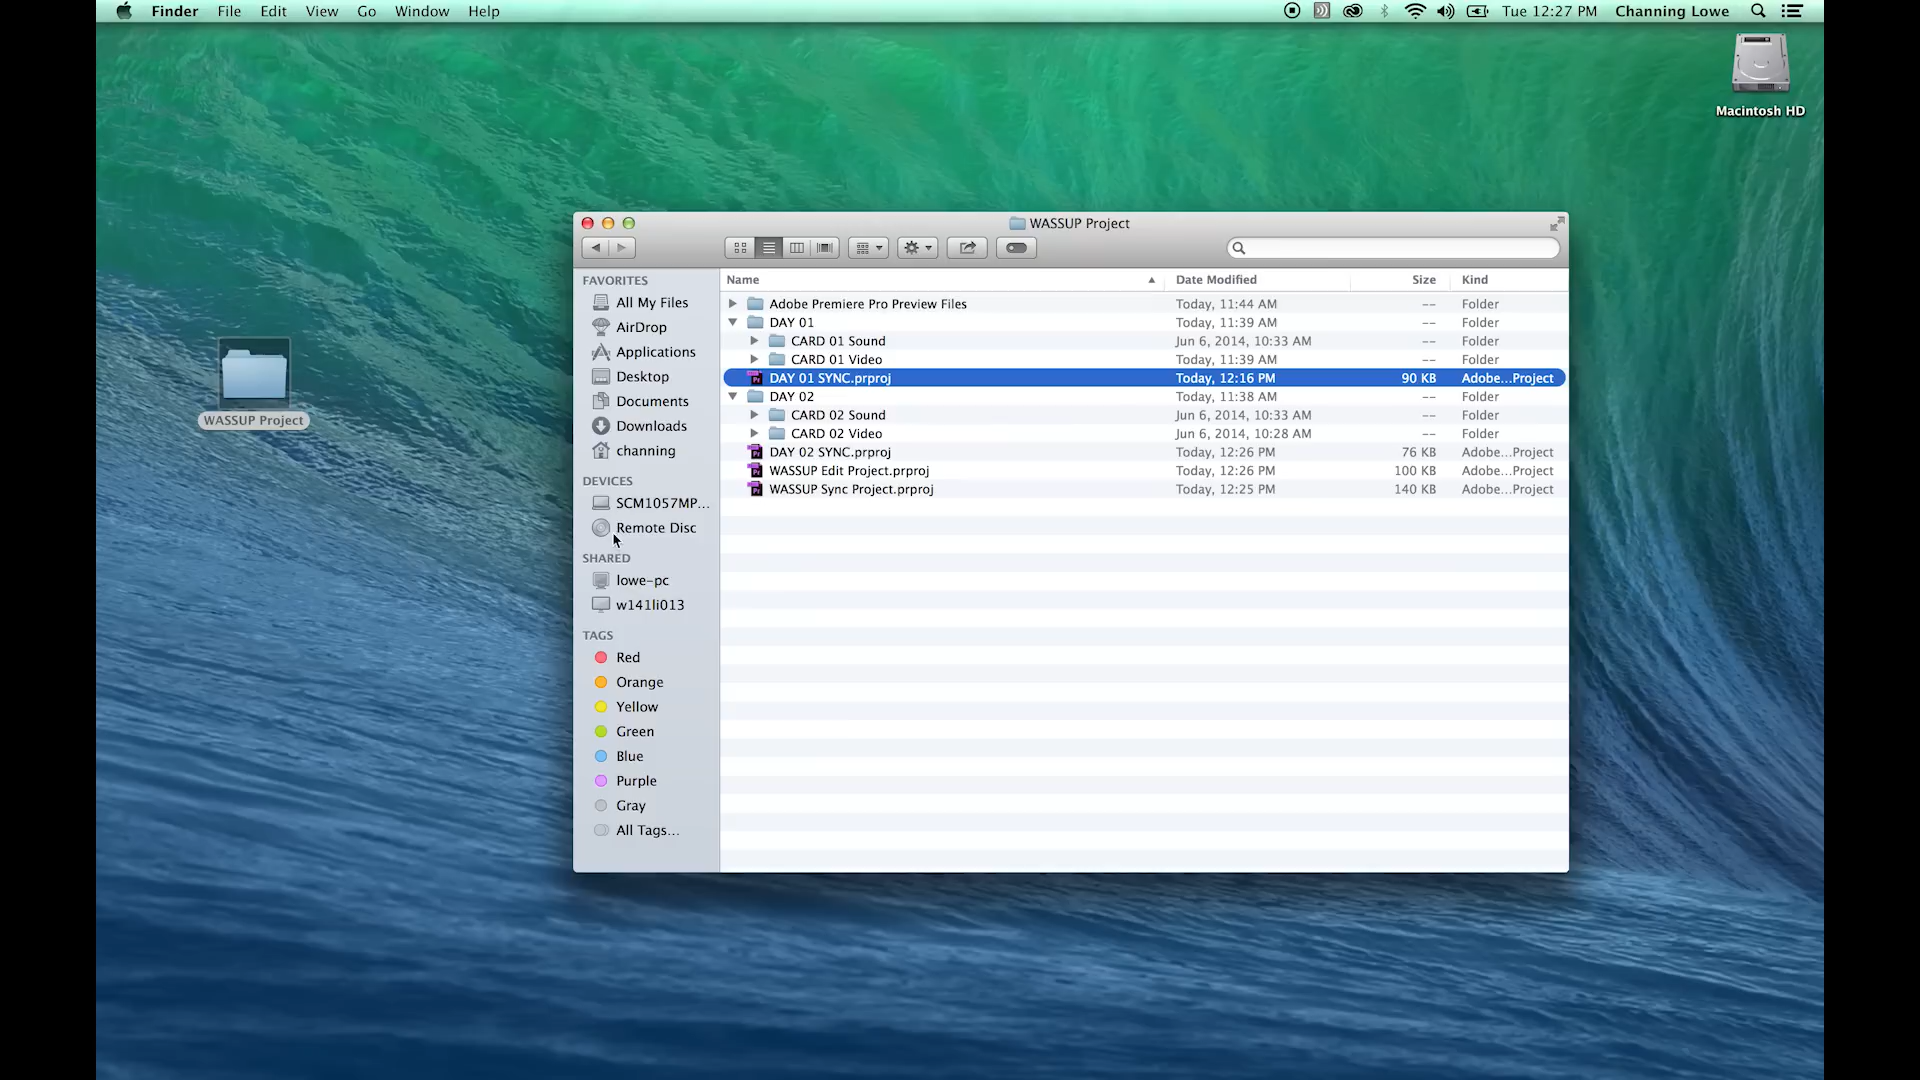 Finder File Edit View Go Window Help Tue 12:27 PM Channing Lowe
Macintosh HD
WASSUP Project
WASSUP Project
FAVORITES
All My Files
AirDrop
Applications
Desktop
Documents
Downloads
channing
DEVICES
SCM1057MP...
Remote Disc
SHARED
lowe-pc
w141li013
TAGS
Red
Orange
Yellow
Green
Blue
Purple
Gray
All Tags...
Name Date Modified Size Kind
Adobe Premiere Pro Preview Files Today, 11:44 AM -- Folder
DAY 01 Today, 11:39 AM -- Folder
CARD 01 Sound Jun 6, 2014, 10:33 AM -- Folder
CARD 01 Video Today, 11:39 AM -- Folder
DAY 01 SYNC.prproj Today, 12:16 PM 90 KB Adobe...Project
DAY 02 Today, 11:38 AM -- Folder
CARD 02 Sound Jun 6, 2014, 10:33 AM -- Folder
CARD 02 Video Jun 6, 2014, 10:28 AM -- Folder
DAY 02 SYNC.prproj Today, 12:26 PM 76 KB Adobe...Project
WASSUP Edit Project.prproj Today, 12:26 PM 100 KB Adobe...Project
WASSUP Sync Project.prproj Today, 12:25 PM 140 KB Adobe...Project